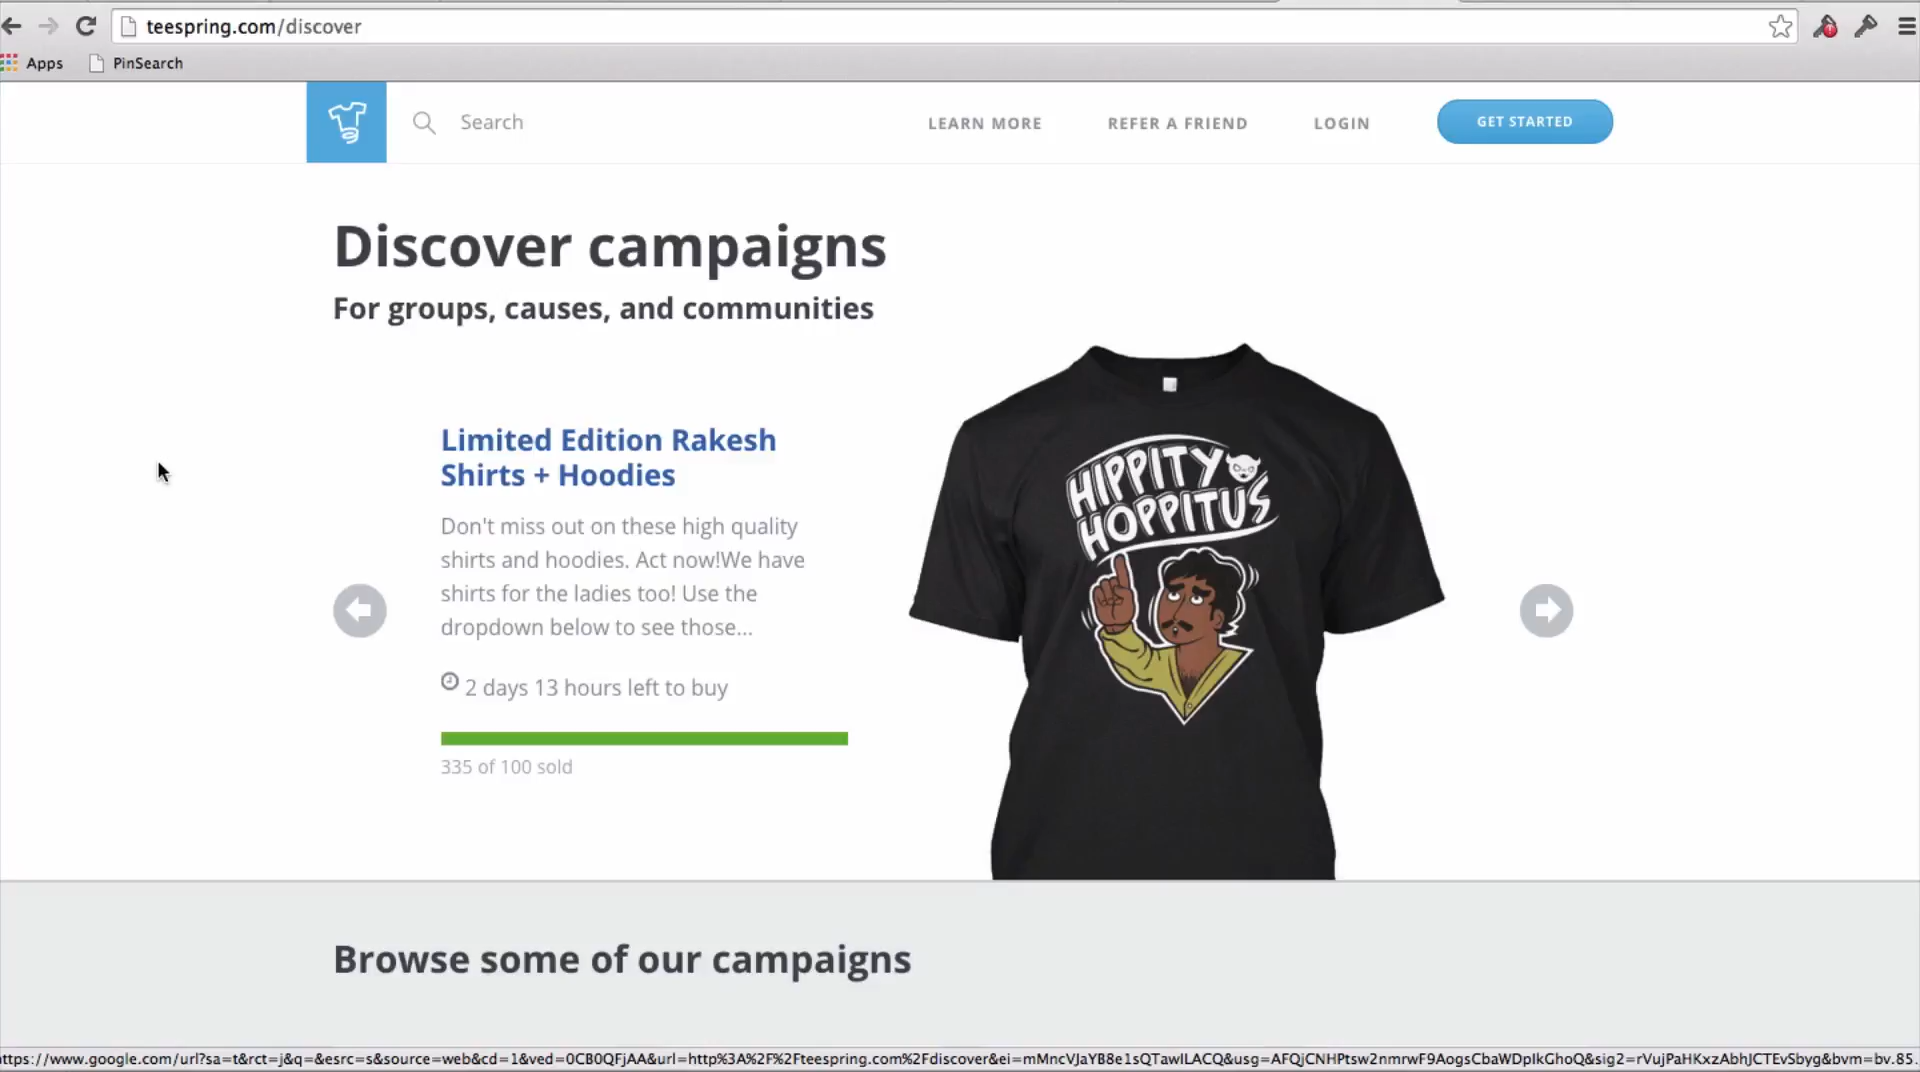 teespring.com/discover
Apps
PinSearch
Search
LEARN MORE
REFER A FRIEND
LOGIN
GET STARTED
Discover campaigns
For groups, causes, and communities
Limited Edition Rakesh
Shirts + Hoodies
Don't miss out on these high quality
shirts and hoodies. Act now!We have
shirts for the ladies too! Use the
dropdown below to see those...
2 days 13 hours left to buy
335 of 100 sold
HIPPITY
HOPPITUS
Browse some of our campaigns
ttps://www.google.com/url?sa=t&rct=j&q=&esrc=s&source=web&cd=1&ved=0CB0QFjAA&url=http%3A%2F%2Fteespring.com%2Fdiscover&ei=mMncVJaYB8e1sQTawILACQ&usg=AFQjCNHPtsw2nmrwF9AogsCbaWDpIkGhoQ&sig2=rVujPaHKxzAbhJCTEvSbyg&bvm=bv.85.